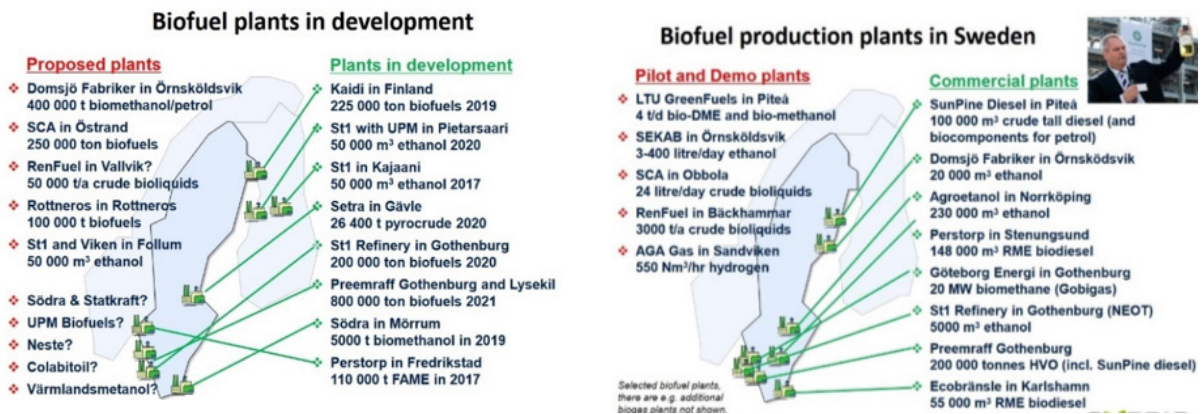 Biofuel plants in development
Proposed plants
Domsjö Fabriker in Örnsköldsvik
400 000 t biomethanol/petrol
SCA in Östrand
250 000 ton biofuels
RenFuel in Vallvik?
50 000 t/a crude bioliquids
Rottneros in Rottneros
100 000 t biofuels
St1 and Viken in Follum
50 000 m³ ethanol
Södra & Statkraft?
UPM Biofuels?
Neste?
Colabitoil?
Värmlandsmetanol?
Plants in development
Kaidi in Finland
225 000 ton biofuels 2019
St1 with UPM in Pietarsaari
50 000 m³ ethanol 2020
St1 in Kajaani
50 000 m³ ethanol 2017
Setra in Gävle
26 400 t pyrocrude 2020
St1 Refinery in Gothenburg
200 000 ton biofuels 2020
Preemraff Gothenburg and Lysekil
800 000 ton biofuels 2021
Södra in Mörrum
5000 t biomethanol in 2019
Perstorp in Fredrikstad
110 000 t FAME in 2017
Biofuel production plants in Sweden
Pilot and Demo plants
LTU GreenFuels in Piteå
4 t/d bio-DME and bio-methanol
SEKAB in Örnsköldsvik
3-400 litre/day ethanol
SCA in Obbola
24 litre/day crude bioliquids
RenFuel in Bäckhammar
3000 t/a crude bioliquids
AGA Gas in Sandviken
550 Nm³/hr hydrogen
Selected biofuel plants,
there are e.g. additional
biogas plants not shown.
Commercial plants
SunPine Diesel in Piteå
100 000 m³ crude tall diesel (and
biocomponents for petrol)
Domsjö Fabriker in Örnsködsvik
20 000 m³ ethanol
Agroetanol in Norrköping
230 000 m³ ethanol
Perstorp in Stenungsund
148 000 m³ RME biodiesel
Göteborg Energi in Gothenburg
20 MW biomethane (Gobigas)
St1 Refinery in Gothenburg (NEOT)
5000 m³ ethanol
Preemraff Gothenburg
200 000 tonnes HVO (incl. SunPine diesel)
Ecobränsle in Karlshamn
55 000 m³ RME biodiesel